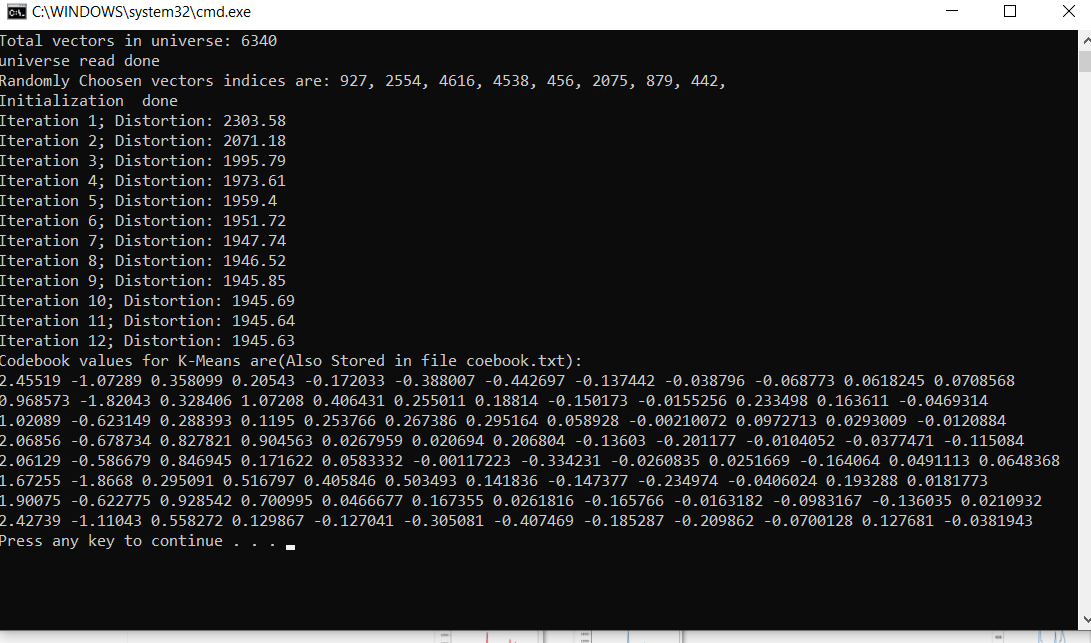 C:\WINDOWS\system32\cmd.exe
Total vectors in universe: 6340
universe read done
Randomly Choosen vectors indices are: 927, 2554, 4616, 4538, 456, 2075, 879, 442,
Initialization  done
Iteration 1; Distortion: 2303.58
Iteration 2; Distortion: 2071.18
Iteration 3; Distortion: 1995.79
Iteration 4; Distortion: 1973.61
Iteration 5; Distortion: 1959.4
Iteration 6; Distortion: 1951.72
Iteration 7; Distortion: 1947.74
Iteration 8; Distortion: 1946.52
Iteration 9; Distortion: 1945.85
Iteration 10; Distortion: 1945.69
Iteration 11; Distortion: 1945.64
Iteration 12; Distortion: 1945.63
Codebook values for K-Means are(Also Stored in file coebook.txt):
2.45519 -1.07289 0.358099 0.20543 -0.172033 -0.388007 -0.442697 -0.137442 -0.038796 -0.068773 0.0618245 0.0708568
0.968573 -1.82043 0.328406 1.07208 0.406431 0.255011 0.18814 -0.150173 -0.0155256 0.233498 0.163611 -0.0469314
1.02089 -0.623149 0.288393 0.1195 0.253766 0.267386 0.295164 0.058928 -0.00210072 0.0972713 0.0293009 -0.0120884
2.06856 -0.678734 0.827821 0.904563 0.0267959 0.020694 0.206804 -0.13603 -0.201177 -0.0104052 -0.0377471 -0.115084
2.06129 -0.586679 0.846945 0.171622 0.0583332 -0.00117223 -0.334231 -0.0260835 0.0251669 -0.164064 0.0491113 0.0648368
1.67255 -1.8668 0.295091 0.516797 0.405846 0.503493 0.141836 -0.147377 -0.234974 -0.0406024 0.193288 0.0181773
1.90075 -0.622775 0.928542 0.700995 0.0466677 0.167355 0.0261816 -0.165766 -0.0163182 -0.0983167 -0.136035 0.0210932
2.42739 -1.11043 0.558272 0.129867 -0.127041 -0.305081 -0.407469 -0.185287 -0.209862 -0.0700128 0.127681 -0.0381943
Press any key to continue . . .